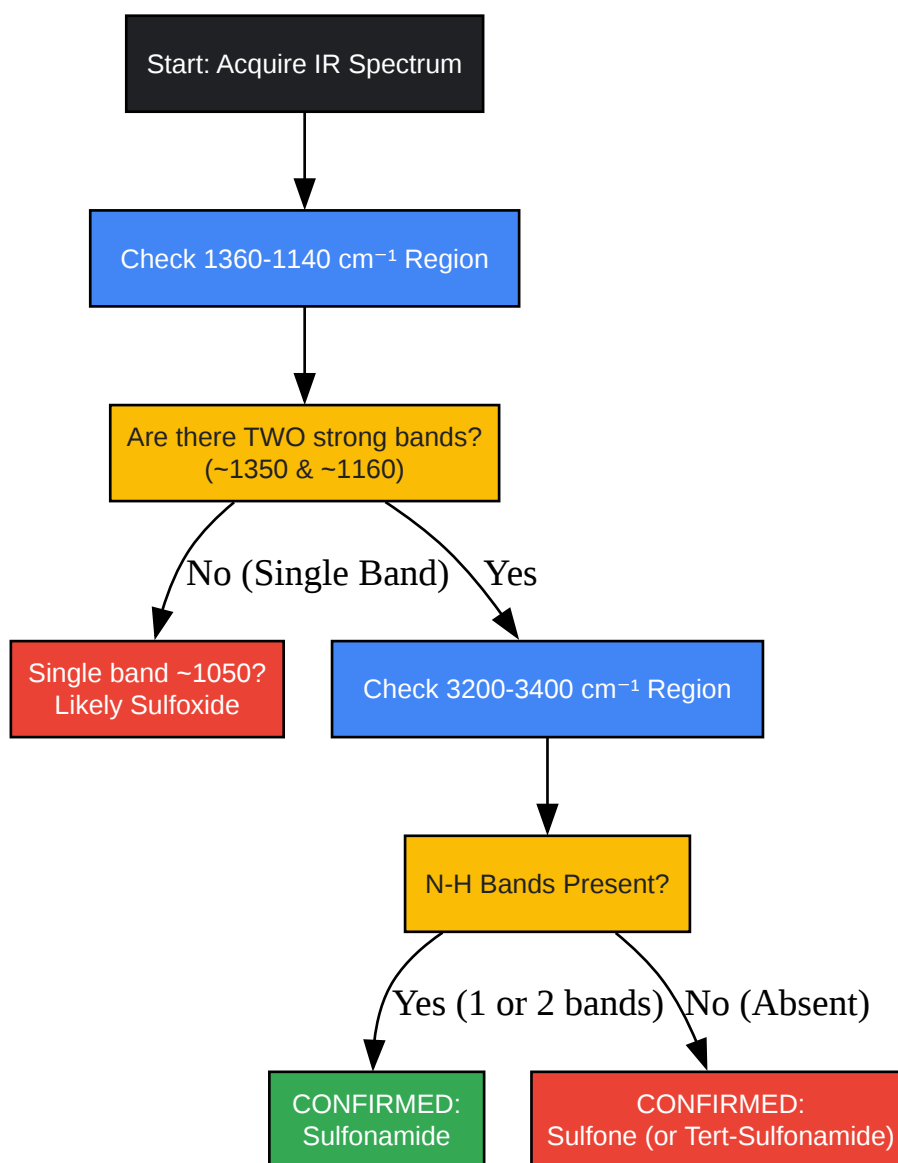 Start: Acquire IR Spectrum
Check 1360-1140 cm⁻¹ Region
Are there TWO strong bands?
(~1350 & ~1160)
No (Single Band)
Yes
Single band ~1050?
Likely Sulfoxide
Check 3200-3400 cm⁻¹ Region
N-H Bands Present?
Yes (1 or 2 bands)
No (Absent)
CONFIRMED:
Sulfonamide
CONFIRMED:
Sulfone (or Tert-Sulfonamide)